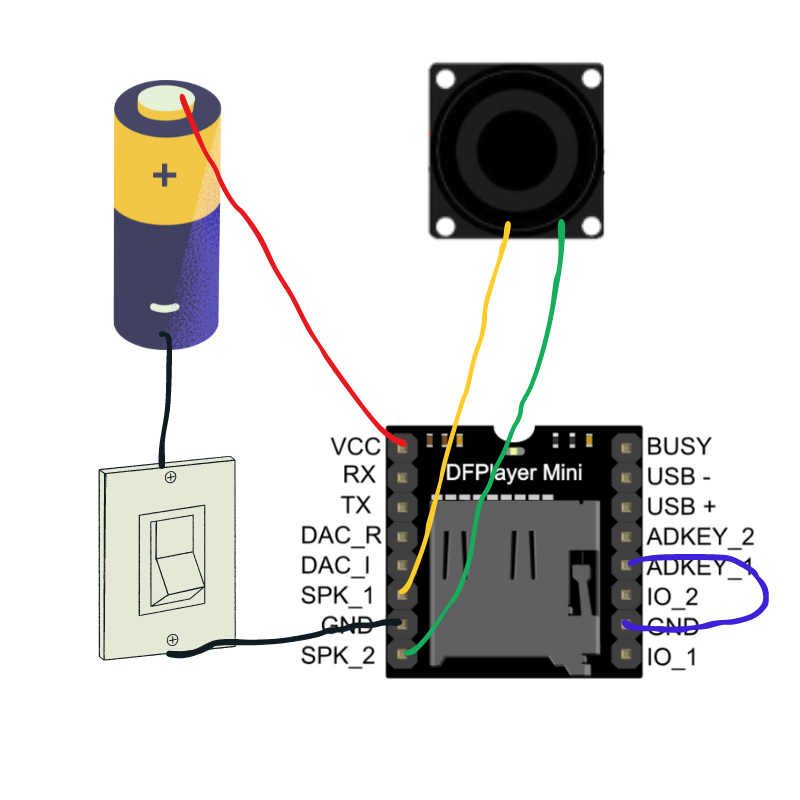 +
VCC
RX
TX
DAC_R
DAC_I
SPK_1
GND
SPK_2
DFPlayer Mini
BUSY
USB -
USB +
ADKEY_2
ADKEY_1
IO_2
GND
IO_1